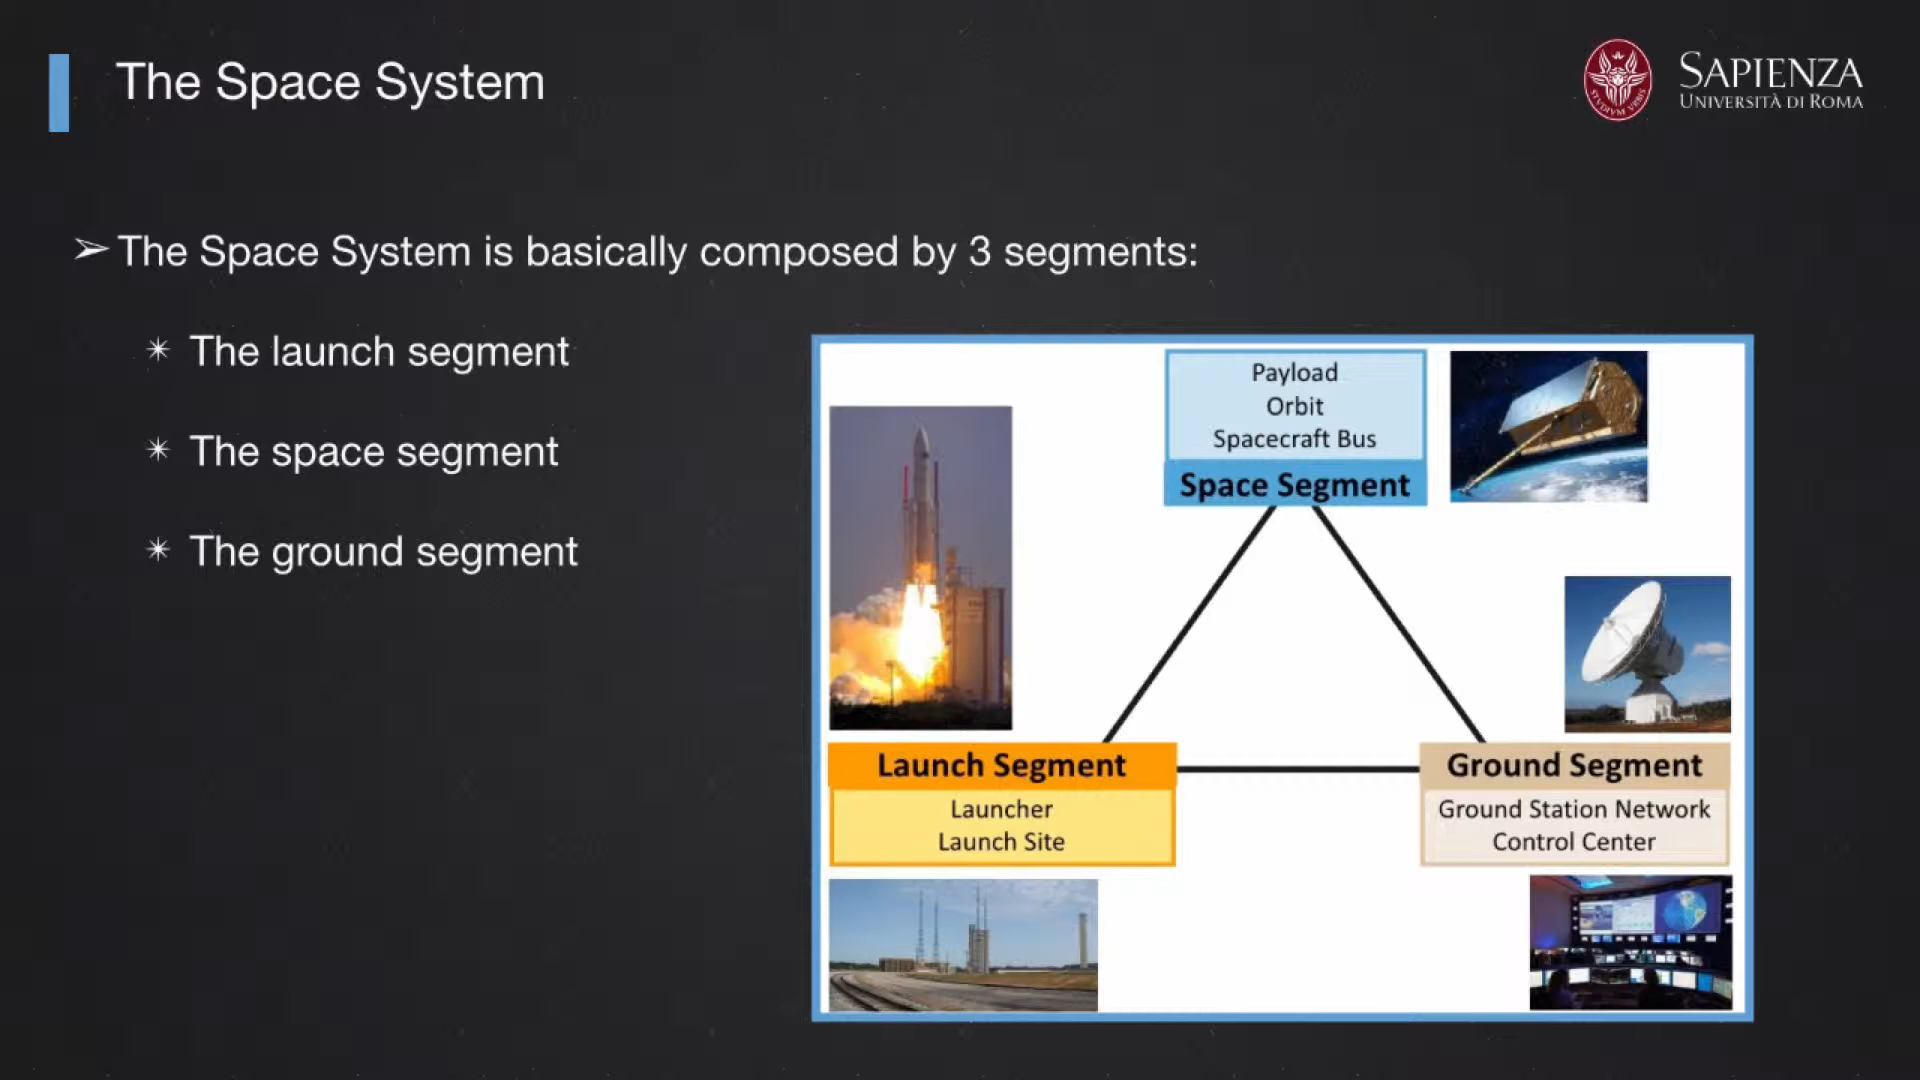 The Space System
SAPIENZA
UNIVERSITÀ DI ROMA
STVDIVM VRBIS
➢ The Space System is basically composed by 3 segments:
✴ The launch segment
✴ The space segment
✴ The ground segment
Payload
Orbit
Spacecraft Bus
Space Segment
Launch Segment
Launcher
Launch Site
Ground Segment
Ground Station Network
Control Center